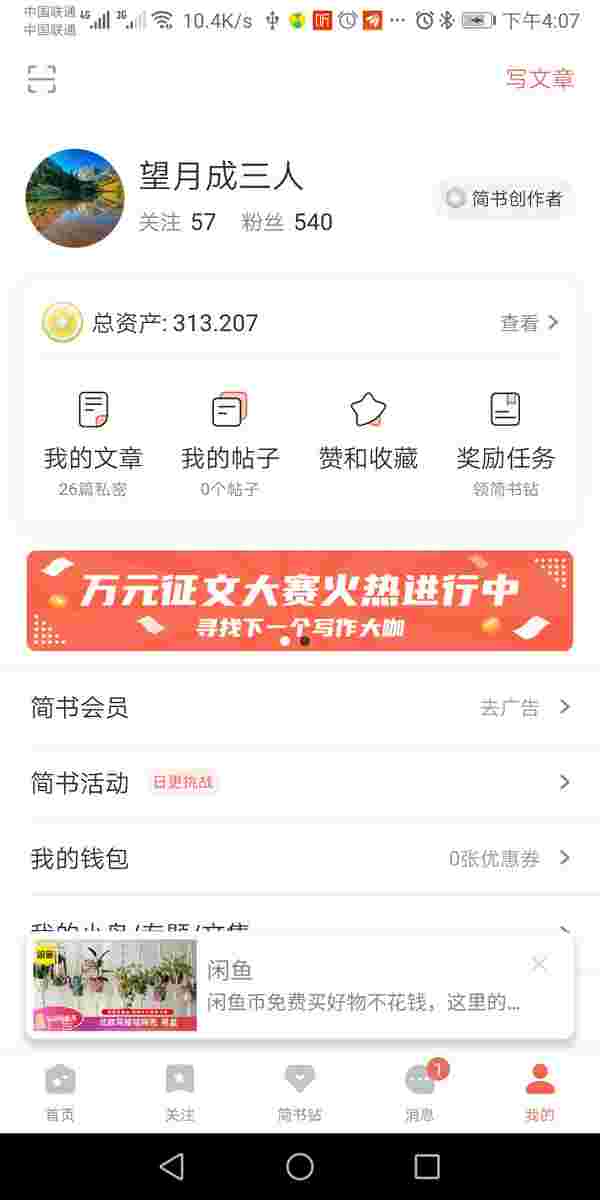 中国联通 4G 3G 10.4K/s 下午4:07
中国联通
写文章
望月成三人
关注 57 粉丝 540
简书创作者
总资产: 313.207 查看
我的文章 我的帖子 赞和收藏 奖励任务
26篇私密 0个帖子 领简书钻
万元征文大赛火热进行中
寻找下一个写作大咖
简书会员 去广告
简书活动 日更挑战
我的钱包 0张优惠券
闲鱼
闲鱼
闲鱼币免费买好物不花钱，这里的...
1
首页 关注 简书钻 消息 我的